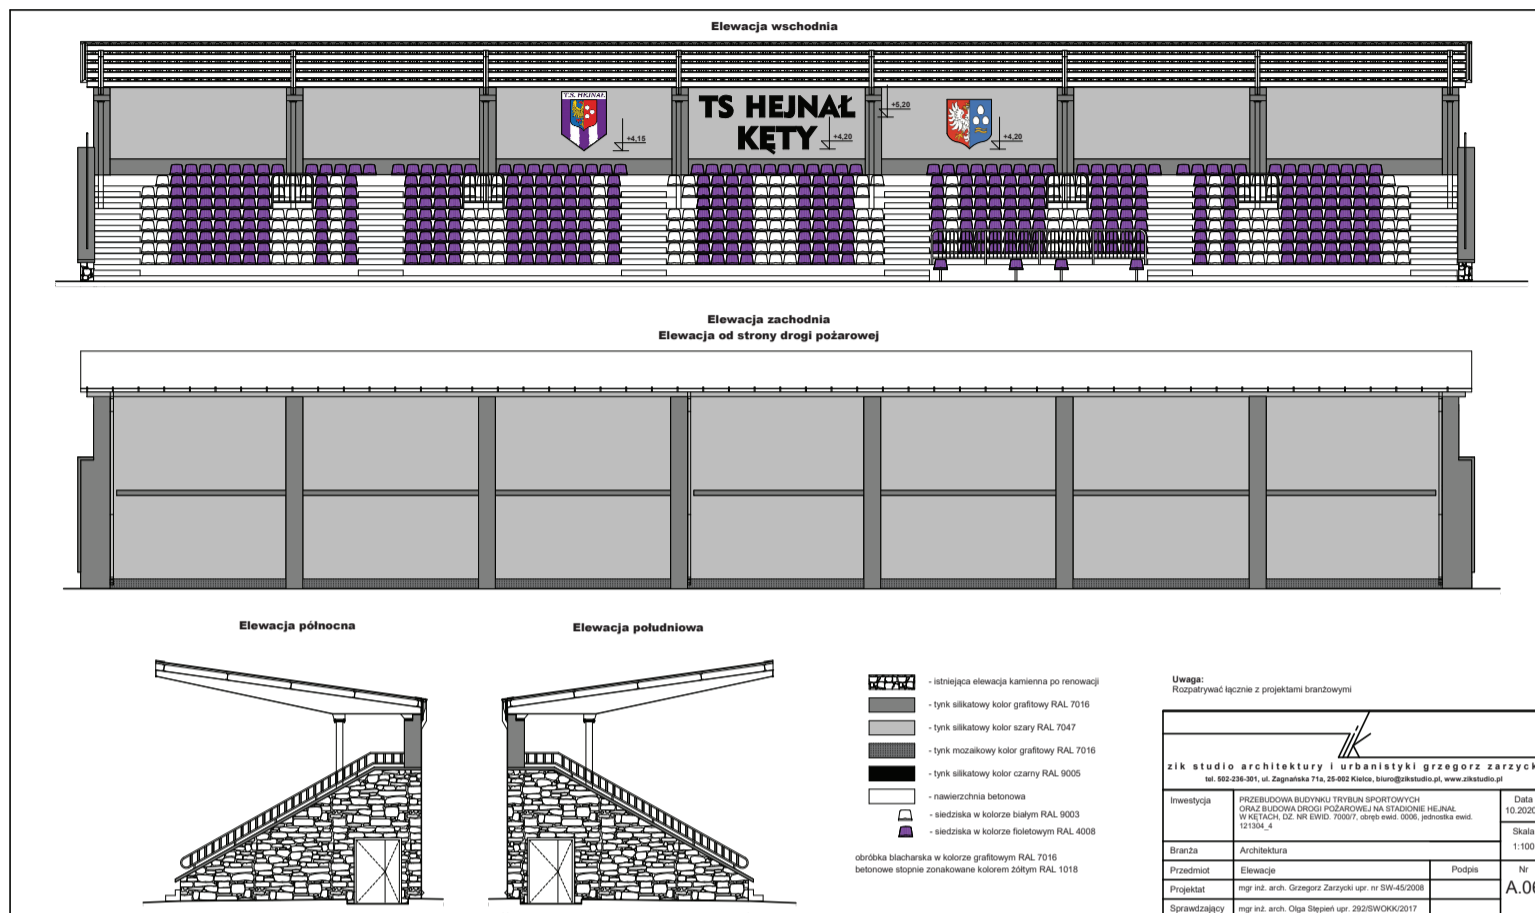 Elewacja wschodnia
T.S. HEJNAŁ
TS HEJNAŁ
KĘTY
+4,15
+4,20
+5,20
+4,20
Elewacja zachodnia
Elewacja od strony drogi pożarowej
Elewacja północna
Elewacja południowa
- istniejąca elewacja kamienna po renowacji
- tynk silikatowy kolor grafitowy RAL 7016
- tynk silikatowy kolor szary RAL 7047
- tynk mozaikowy kolor grafitowy RAL 7016
- tynk silikatowy kolor czarny RAL 9005
- nawierzchnia betonowa
- siedziska w kolorze białym RAL 9003
- siedziska w kolorze fioletowym RAL 4008
obróbka blacharska w kolorze grafitowym RAL 7016
betonowe stopnie zonakowane kolorem żółtym RAL 1018
Uwaga:
Rozpatrywać łącznie z projektami branżowymi
zik studio architektury i urbanistyki grzegorz zarzyck
tel. 602-236-301, ul. Zagnańska 71a, 25-002 Kielce, biuro@zikstudio.pl, www.zikstudio.pl
Inwestycja
PRZEBUDOWA BUDYNKU TRYBUN SPORTOWYCH
ORAZ BUDOWA DROGI POŻAROWEJ NA STADIONIE HEJNAŁ
W KĘTACH, DZ. NR EWID. 7000/7, obręb ewid. 0006, jednostka ewid.
121304_4
Data
10.2020
Skala
1:100
Branża Architektura
Przedmiot Elewacje Podpis Nr
Projektat mgr inż. arch. Grzegorz Zarzycki upr. nr SW-45/2008 A.06
Sprawdzający mgr inż. arch. Olga Stępień upr. 292/SWOKK/2017